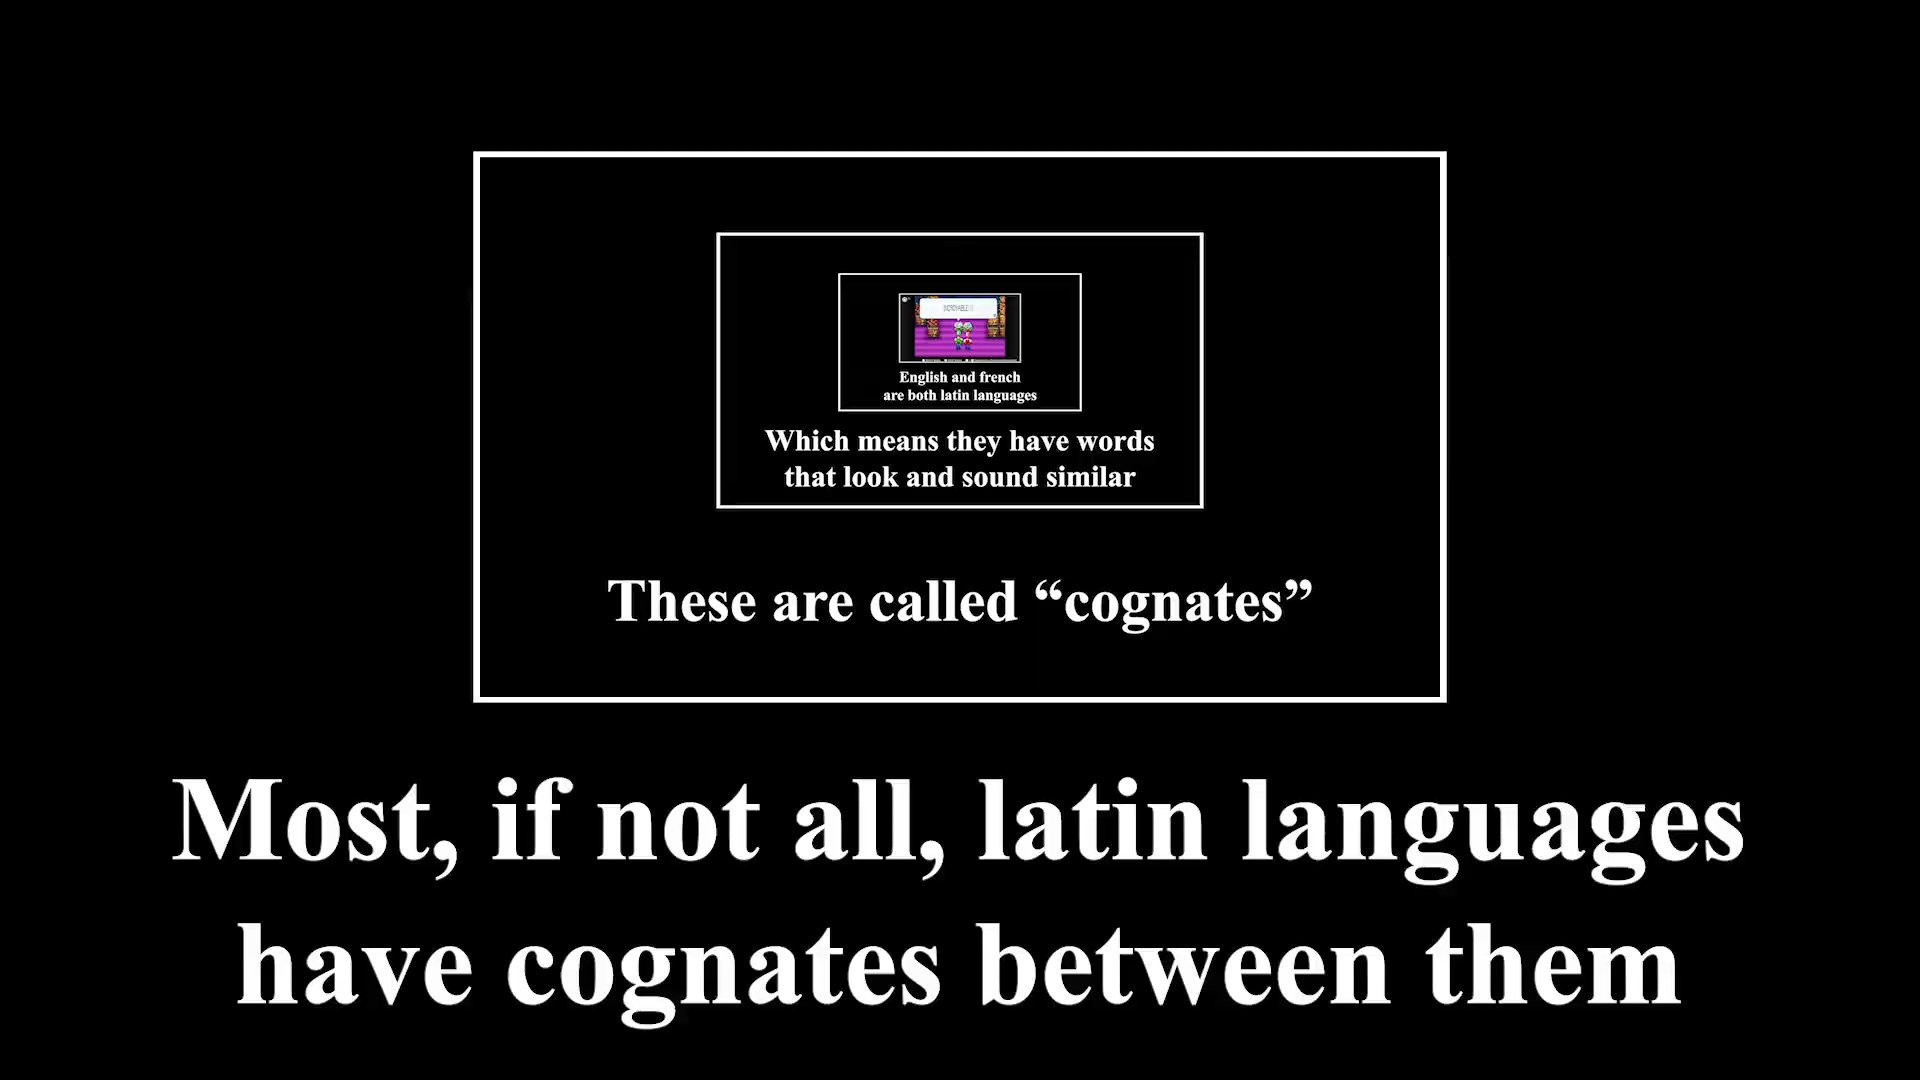 English and french
are both latin languages
Which means they have words
that look and sound similar
These are called “cognates”
Most, if not all, latin languages
have cognates between them